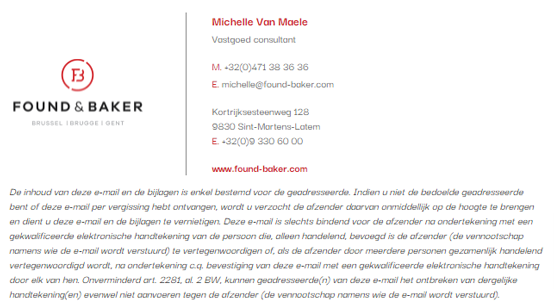 Michelle Van Maele
Vastgoed consultant
M. +32(0)471 38 36 36
E. michelle@found-baker.com
FB
FOUND & BAKER
BRUSSEL | BRUGGE | GENT
Kortrijksesteenweg 128
9830 Sint-Martens-Latem
E. +32(0)9 330 60 00
www.found-baker.com
De inhoud van deze e-mail en de bijlagen is enkel bestemd voor de geadresseerde. Indien u niet de bedoelde geadresseerde
bent of deze e-mail per vergissing hebt ontvangen, wordt u verzocht de afzender daarvan onmiddellijk op de hoogte te brengen
en dient u deze e-mail en de bijlagen te vernietigen. Deze e-mail is slechts bindend voor de afzender na ondertekening met een
gekwalificeerde elektronische handtekening van de persoon die, alleen handelend, bevoegd is de afzender (de vennootschap
namens wie de e-mail wordt verstuurd) te vertegenwoordigen of, als de afzender door meerdere personen gezamenlijk handelend
vertegenwoordigd wordt, na ondertekening c.q. bevestiging van deze e-mail met een gekwalificeerde elektronische handtekening
door elk van hen. Onverminderd art. 2281, al. 2 BW, kunnen geadresseerde(n) van deze e-mail het ontbreken van dergelijke
handtekening(en) evenwel niet aanvoeren tegen de afzender (de vennootschap namens wie de e-mail wordt verstuurd).